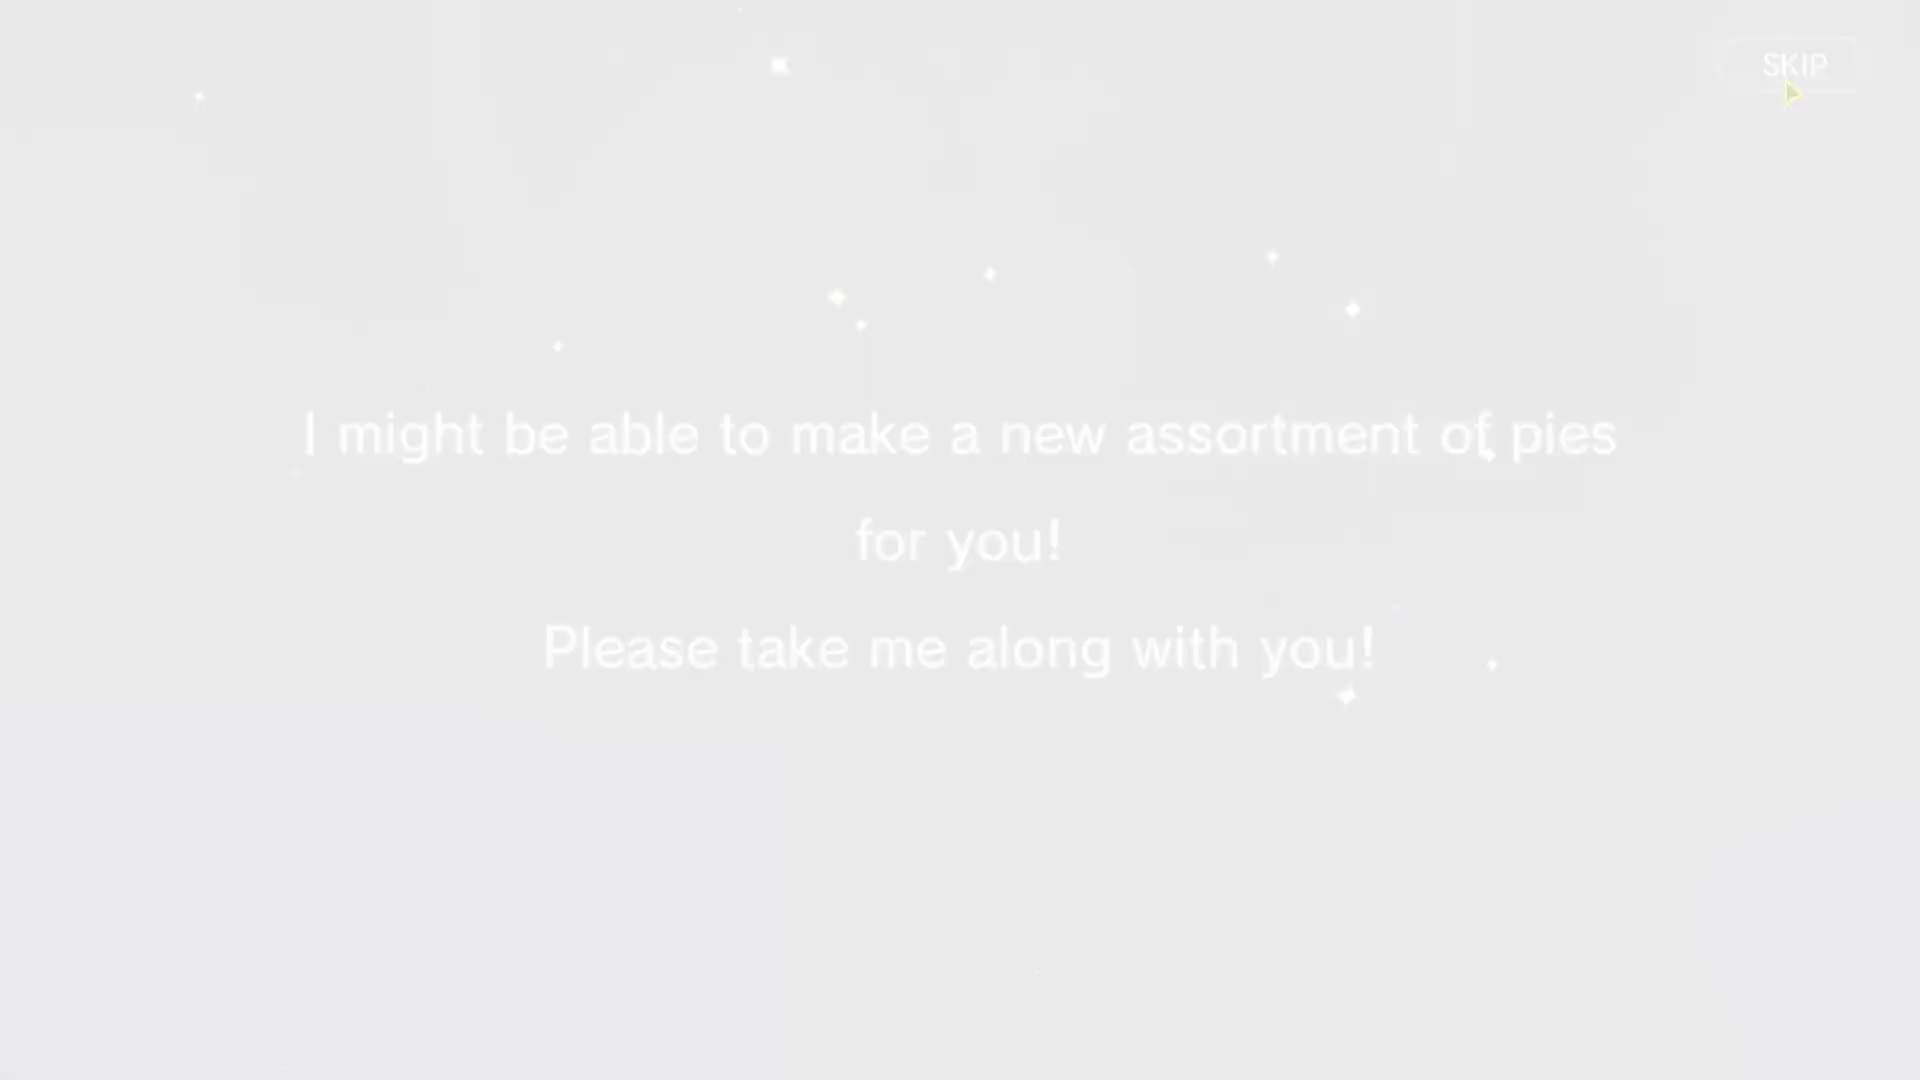 SKIP
I might be able to make a new assortment of pies
for you!
Please take me along with you!